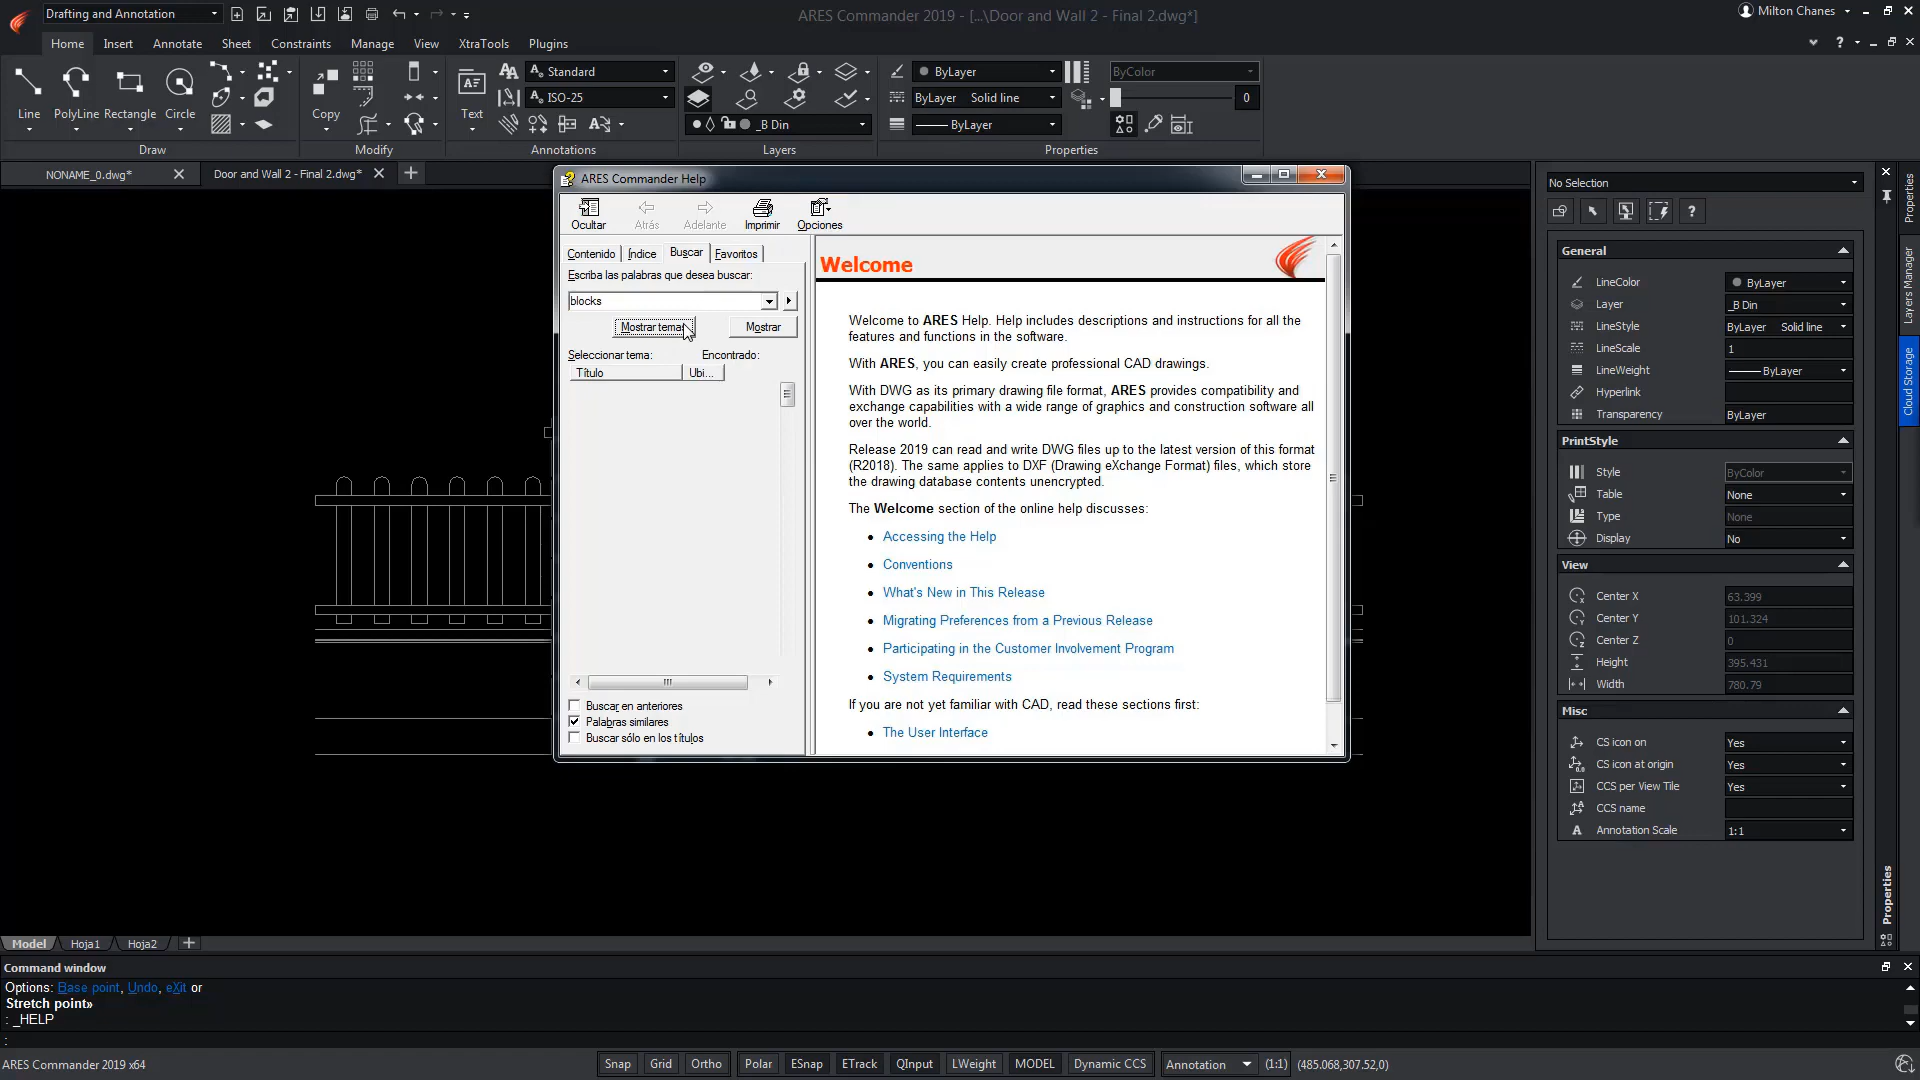 Drafting and Annotation
ARES Commander 2019 - [...\Door and Wall 2 - Final 2.dwg*]
Milton Chanes
Home Insert Annotate Sheet Constraints Manage View XtraTools Plugins
Line PolyLine Rectangle Circle
Draw
Copy
Modify
Text
Standard
ISO-25
Annotations
_B Din
Layers
ByLayer
ByLayer Solid line
ByLayer
ByColor
0
Properties
NONAME_0.dwg*
Door and Wall 2 - Final 2.dwg*
ARES Commander Help
Ocultar Atrás Adelante Imprimir Opciones
Contenido Índice Buscar Favoritos
Escriba las palabras que desea buscar:
blocks
Mostrar temas Mostrar
Seleccionar tema: Encontrado:
Título Ubi...
Buscar en anteriores
Palabras similares
Buscar sólo en los títulos
Welcome
Welcome to ARES Help. Help includes descriptions and instructions for all the
features and functions in the software.
With ARES, you can easily create professional CAD drawings.
With DWG as its primary drawing file format, ARES provides compatibility and
exchange capabilities with a wide range of graphics and construction software all
over the world.
Release 2019 can read and write DWG files up to the latest version of this format
(R2018). The same applies to DXF (Drawing eXchange Format) files, which store
the drawing database contents unencrypted.
The Welcome section of the online help discusses:
Accessing the Help
Conventions
What's New in This Release
Migrating Preferences from a Previous Release
Participating in the Customer Involvement Program
System Requirements
If you are not yet familiar with CAD, read these sections first:
The User Interface
No Selection
General
LineColor ByLayer
Layer _B Din
LineStyle ByLayer Solid line
LineScale 1
LineWeight ByLayer
Hyperlink
Transparency ByLayer
PrintStyle
Style ByColor
Table None
Type None
Display No
View
Center X 63.399
Center Y 101.324
Center Z 0
Height 395.431
Width 780.79
Misc
CS icon on Yes
CS icon at origin Yes
CCS per View Tile Yes
CCS name
Annotation Scale 1:1
Properties
Properties
Layers Manager
Cloud Storage
Model Hoja1 Hoja2
Command window
Options: Base point, Undo, eXit or
Stretch point»
: _HELP
:
ARES Commander 2019 x64
Snap Grid Ortho Polar ESnap ETrack QInput LWeight MODEL Dynamic CCS Annotation (1:1) (485.068,307.52,0)